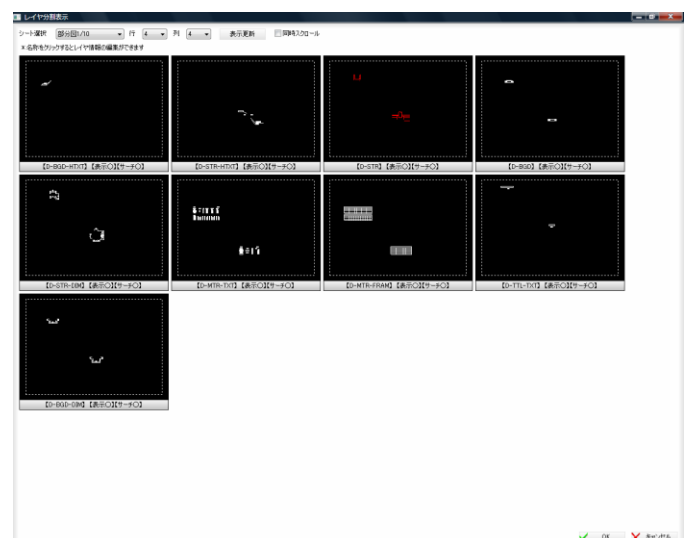 レイヤ分割表示
シート選択 部分図1/10 行 4 列 4 表示更新 同時スクロール
※名称をクリックするとレイヤ情報の編集ができます
【D-BGD-HTXT】【表示○】【サーチ○】 【D-STR-HTXT】【表示○】【サーチ○】 【D-STR】【表示○】【サーチ○】 【D-BGD】【表示○】【サーチ○】
【D-STR-DIM】【表示○】【サーチ○】 【D-MTR-TXT】【表示○】【サーチ○】 【D-MTR-FRAM】【表示○】【サーチ○】 【D-TTL-TXT】【表示○】【サーチ○】
【D-BGD-DIM】【表示○】【サーチ○】
OK キャンセル